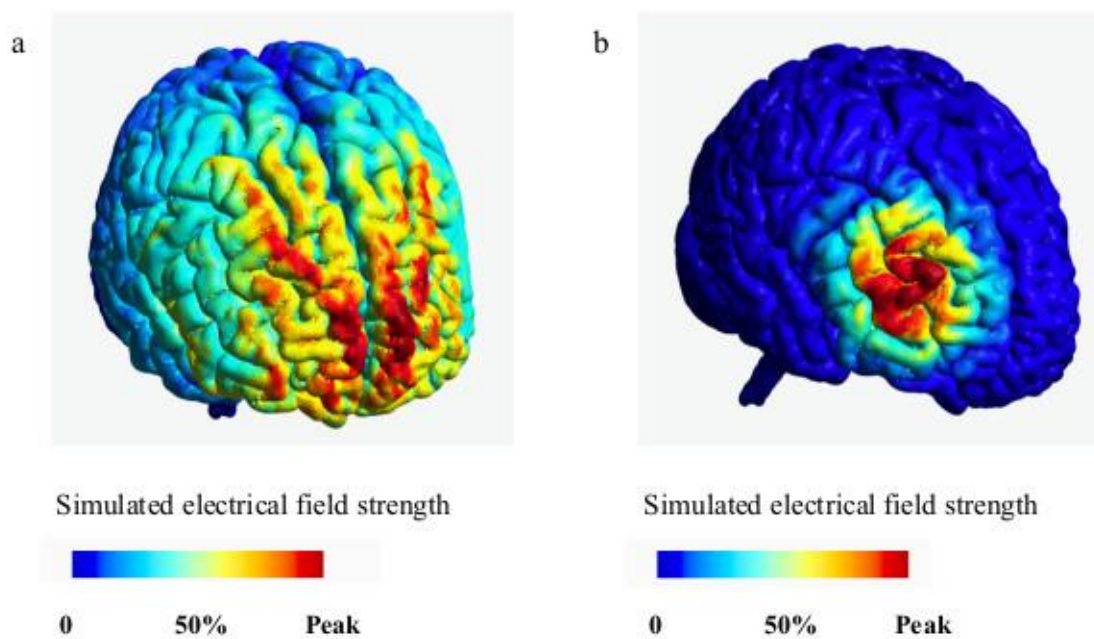 a
b
Simulated electrical field strength
Simulated electrical field strength
0 50% Peak
0 50% Peak